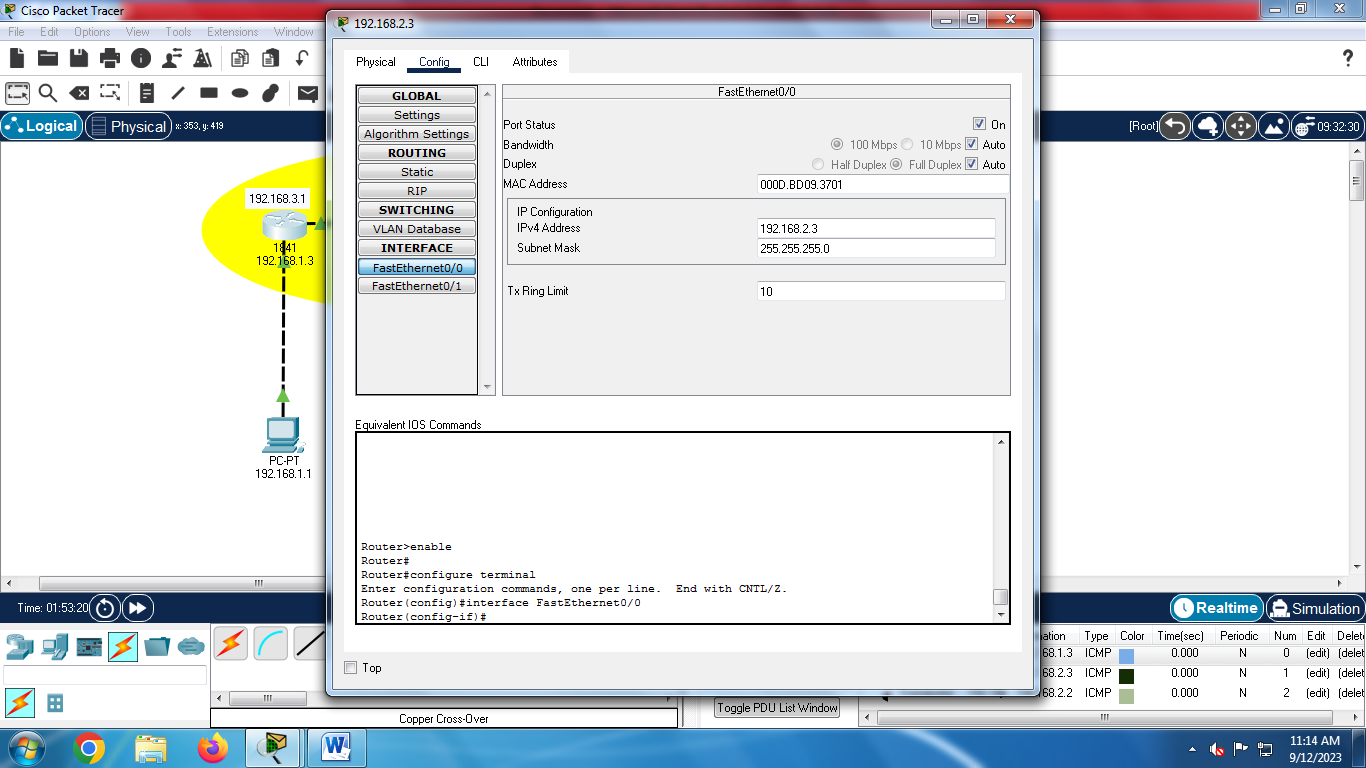 Cisco Packet Tracer
File Edit Options View Tools Extensions Window
Logical Physical x: 353, y: 419
[Root] 09:32:30
192.168.3.1
1841
192.168.1.3
PC-PT
192.168.1.1
192.168.2.3
Physical Config CLI Attributes
GLOBAL
Settings
Algorithm Settings
ROUTING
Static
RIP
SWITCHING
VLAN Database
INTERFACE
FastEthernet0/0
FastEthernet0/1
FastEthernet0/0
Port Status On
Bandwidth 100 Mbps 10 Mbps Auto
Duplex Half Duplex Full Duplex Auto
MAC Address 000D.BD09.3701
IP Configuration
IPv4 Address 192.168.2.3
Subnet Mask 255.255.255.0
Tx Ring Limit 10
Equivalent IOS Commands
Router>enable
Router#
Router#configure terminal
Enter configuration commands, one per line. End with CNTL/Z.
Router(config)#interface FastEthernet0/0
Router(config-if)#
Top
Time: 01:53:20
Realtime Simulation
Copper Cross-Over
Toggle PDU List Window
nation Type Color Time(sec) Periodic Num Edit Delet
68.1.3 ICMP 0.000 N 0 (edit) (delet
68.2.3 ICMP 0.000 N 1 (edit) (delet
68.2.2 ICMP 0.000 N 2 (edit) (delet
11:14 AM
9/12/2023